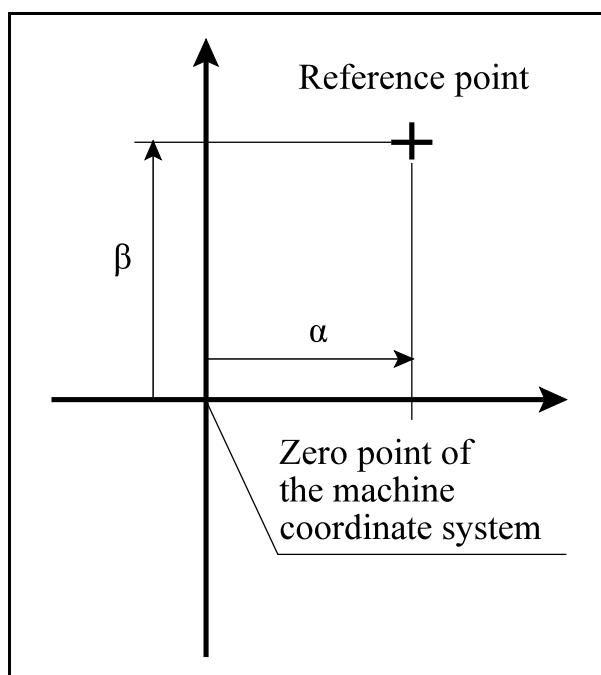 Reference point
β
α
Zero point of
the machine
coordinate system